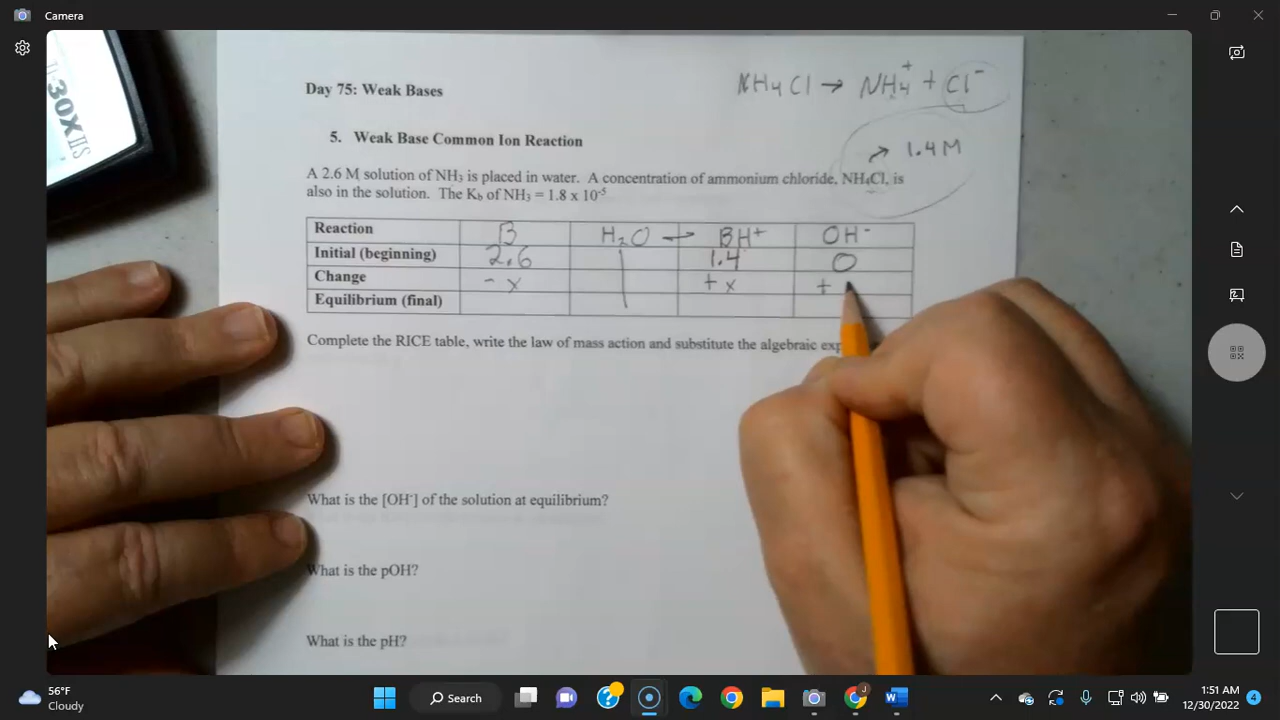 Camera
-30XIIS
Day 75: Weak Bases
NH4Cl → NH4+ + Cl-
5. Weak Base Common Ion Reaction
→ 1.4 M
A 2.6 M solution of NH3 is placed in water. A concentration of ammonium chloride, NH4Cl, is
also in the solution. The Kb of NH3 = 1.8 x 10-5
Reaction B H2O → BH+ OH-
Initial (beginning) 2.6 1.4 0
Change - x + x +
Equilibrium (final)
Complete the RICE table, write the law of mass action and substitute the algebraic
What is the [OH-] of the solution at equilibrium?
What is the pOH?
What is the pH?
56°F
Cloudy
Search
1:51 AM
12/30/2022
4